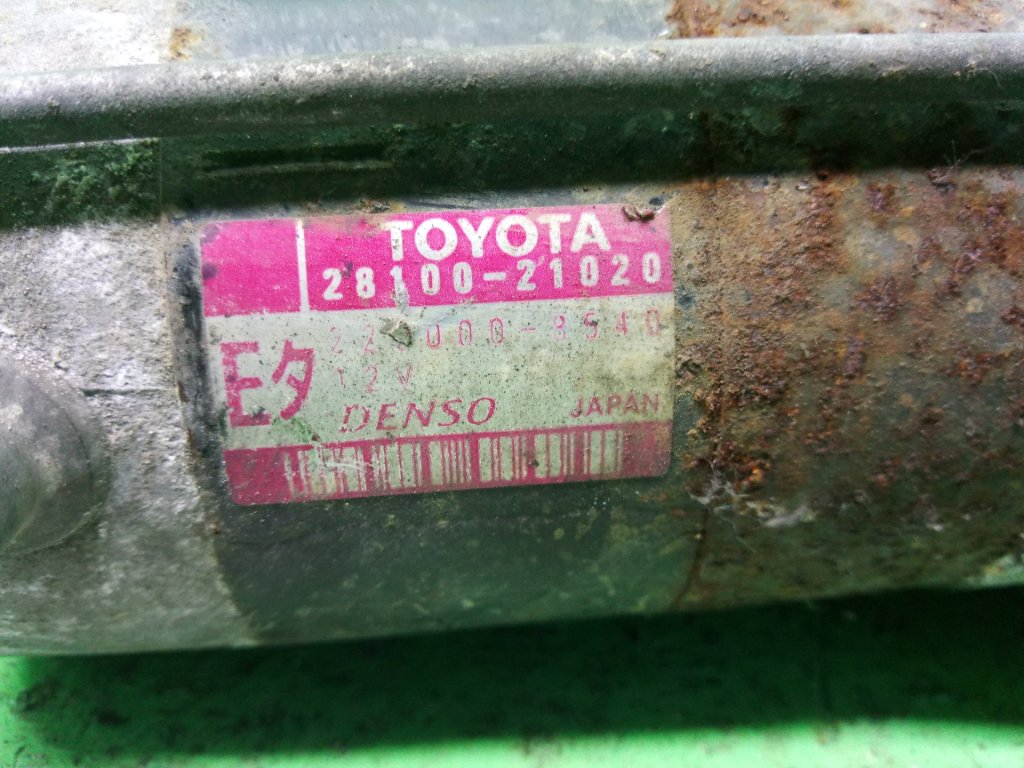 TOYOTA
28100-21020
Eタ
12V
DENSO JAPAN